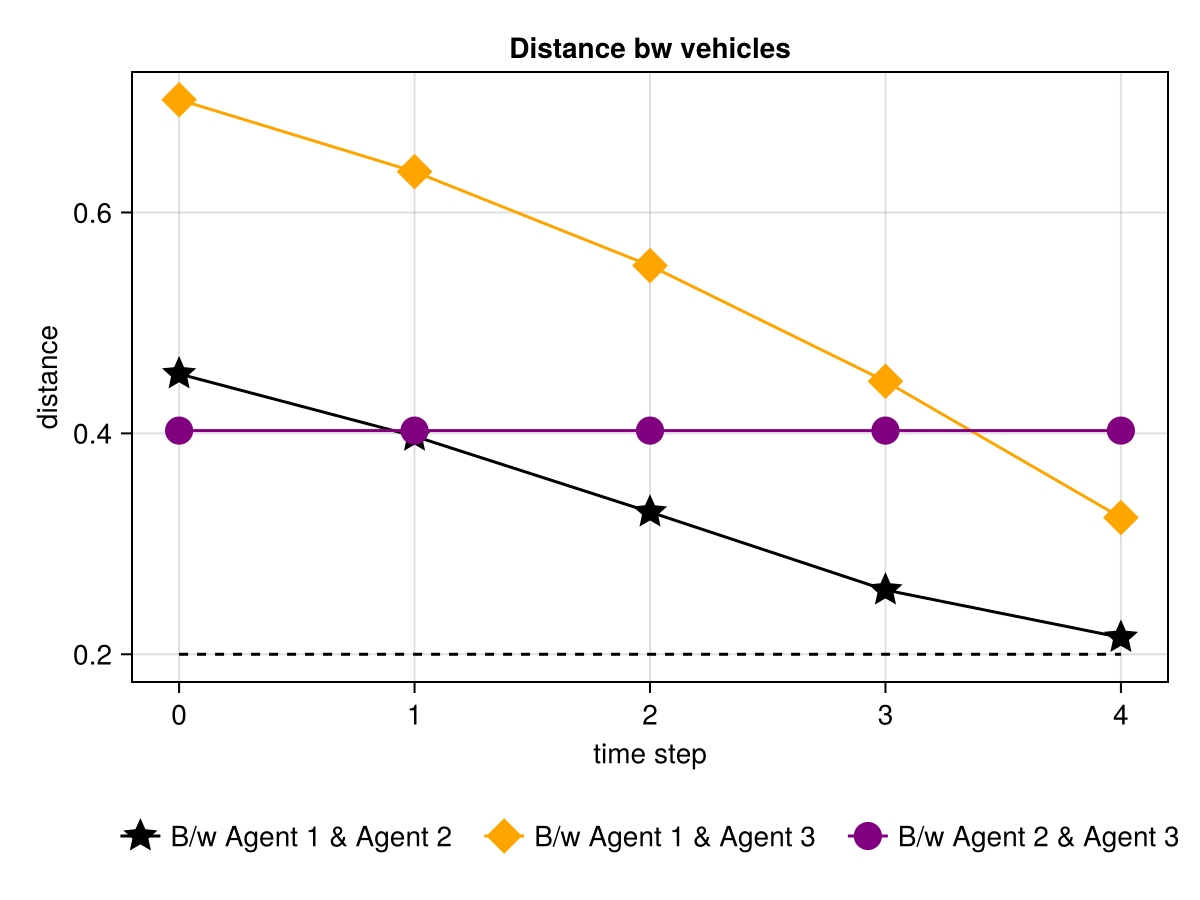 Distance bw vehicles
distance
0.6
0.4
0.2
0 1 2 3 4
time step
B/w Agent 1 & Agent 2 B/w Agent 1 & Agent 3 B/w Agent 2 & Agent 3